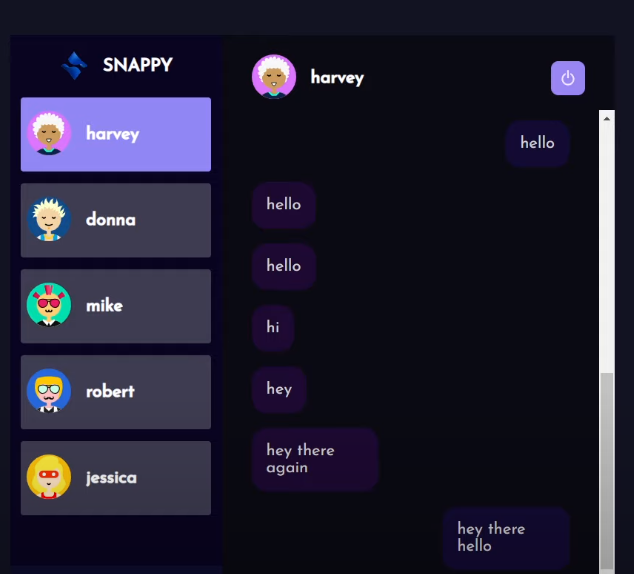 SNAPPY
harvey
donna
mike
robert
jessica
harvey
hello
hello
hello
hi
hey
hey there
again
hey there
hello